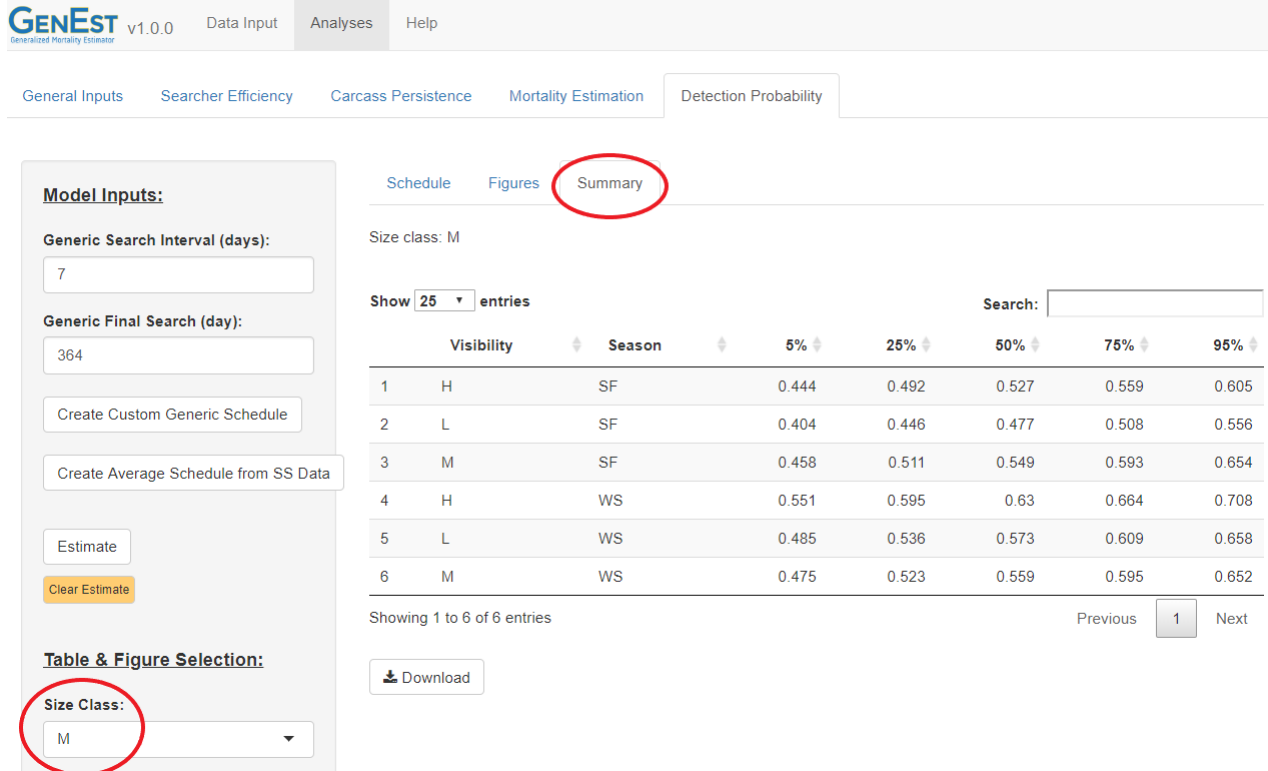 GENEST v1.0.0 Data Input Analyses Help
Generalized Mortality Estimator
General Inputs Searcher Efficiency Carcass Persistence Mortality Estimation Detection Probability
Model Inputs:
Generic Search Interval (days):
7
Generic Final Search (day):
364
Create Custom Generic Schedule
Create Average Schedule from SS Data
Estimate
Clear Estimate
Table & Figure Selection:
Size Class:
M
Schedule Figures Summary
Size class: M
Show 25 entries Search:
Visibility Season 5% 25% 50% 75% 95%
1 H SF 0.444 0.492 0.527 0.559 0.605
2 L SF 0.404 0.446 0.477 0.508 0.556
3 M SF 0.458 0.511 0.549 0.593 0.654
4 H WS 0.551 0.595 0.63 0.664 0.708
5 L WS 0.485 0.536 0.573 0.609 0.658
6 M WS 0.475 0.523 0.559 0.595 0.652
Showing 1 to 6 of 6 entries Previous 1 Next
Download